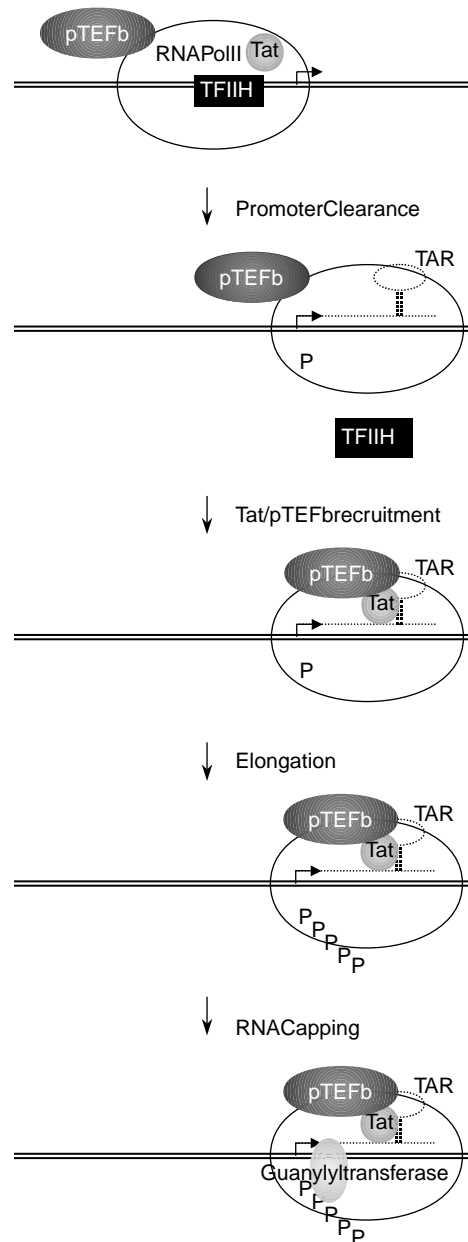 pTEFb
RNAPolII Tat
TFIIH
PromoterClearance
TAR
pTEFb
P
TFIIH
Tat/pTEFbrecruitment
pTEFb TAR
Tat
P
Elongation
pTEFb TAR
Tat
P
P
P
P
P
RNACapping
pTEFb TAR
Tat
Guanylyltransferase
P
P
P
P
P